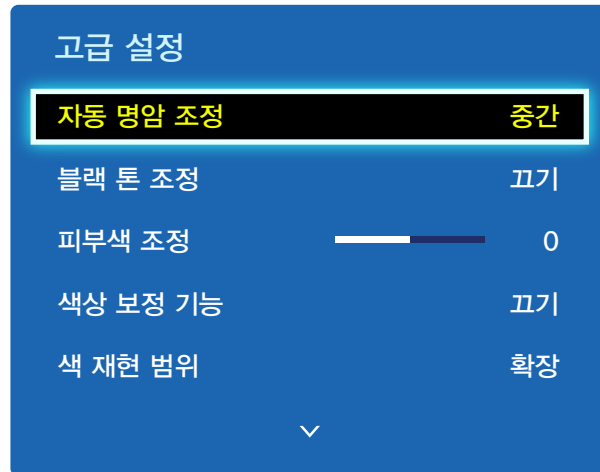 고급 설정
자동 명암 조정 중간
블랙 톤 조정 끄기
피부색 조정 0
색상 보정 기능 끄기
색 재현 범위 확장